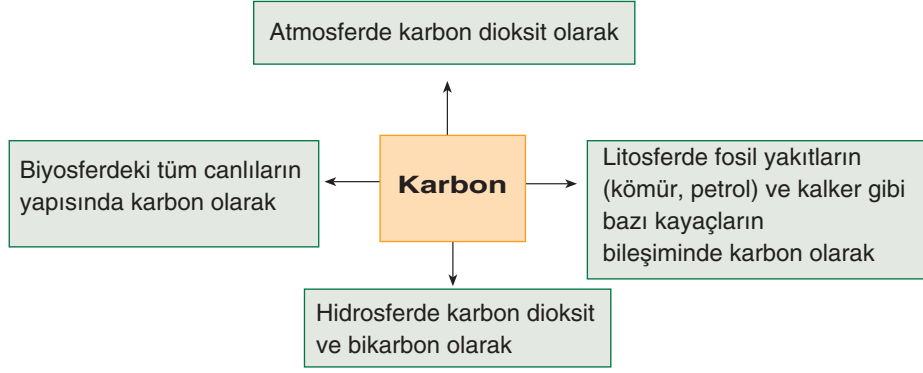 Atmosferde karbon dioksit olarak
Biyosferdeki tüm canlıların
yapısında karbon olarak
Karbon
Litosferde fosil yakıtların
(kömür, petrol) ve kalker gibi
bazı kayaçların
bileşiminde karbon olarak
Hidrosferde karbon dioksit
ve bikarbon olarak